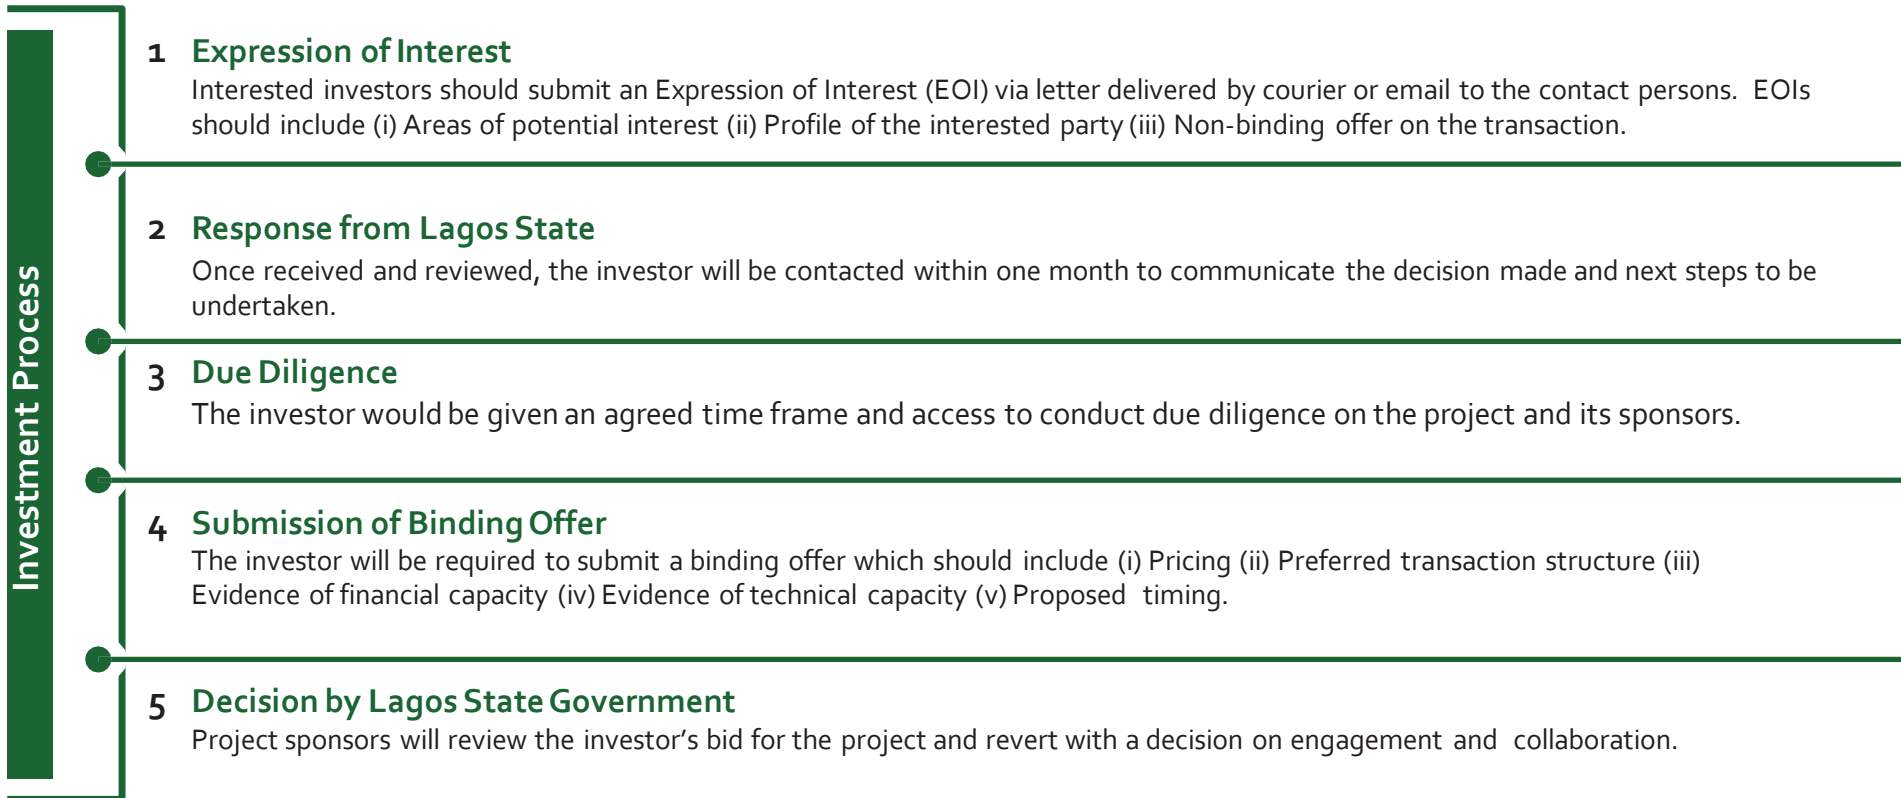 Investment Process
1 Expression of Interest
Interested investors should submit an Expression of Interest (EOI) via letter delivered by courier or email to the contact persons. EOIs
should include (i) Areas of potential interest (ii) Profile of the interested party (iii) Non-binding offer on the transaction.
2 Response from Lagos State
Once received and reviewed, the investor will be contacted within one month to communicate the decision made and next steps to be
undertaken.
3 Due Diligence
The investor would be given an agreed time frame and access to conduct due diligence on the project and its sponsors.
4 Submission of Binding Offer
The investor will be required to submit a binding offer which should include (i) Pricing (ii) Preferred transaction structure (iii)
Evidence of financial capacity (iv) Evidence of technical capacity (v) Proposed timing.
5 Decision by Lagos State Government
Project sponsors will review the investor’s bid for the project and revert with a decision on engagement and collaboration.